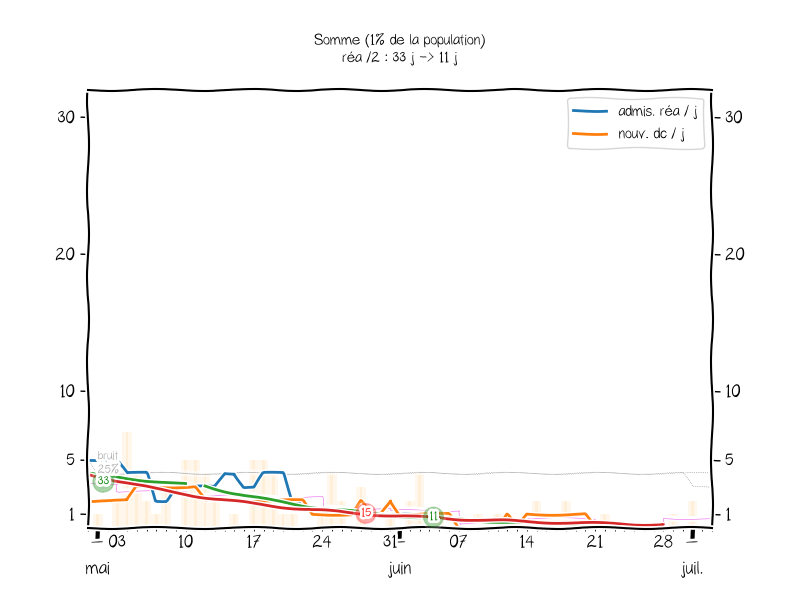 Somme (1% de la population)
réa /2 : 33 j -> 11 j
admis. réa / j
nouv. dc / j
30
30
20
20
10
10
5
5
1
1
bruit
25%
33
15
11
03 10 17 24 31 07 14 21 28
mai juin juil.